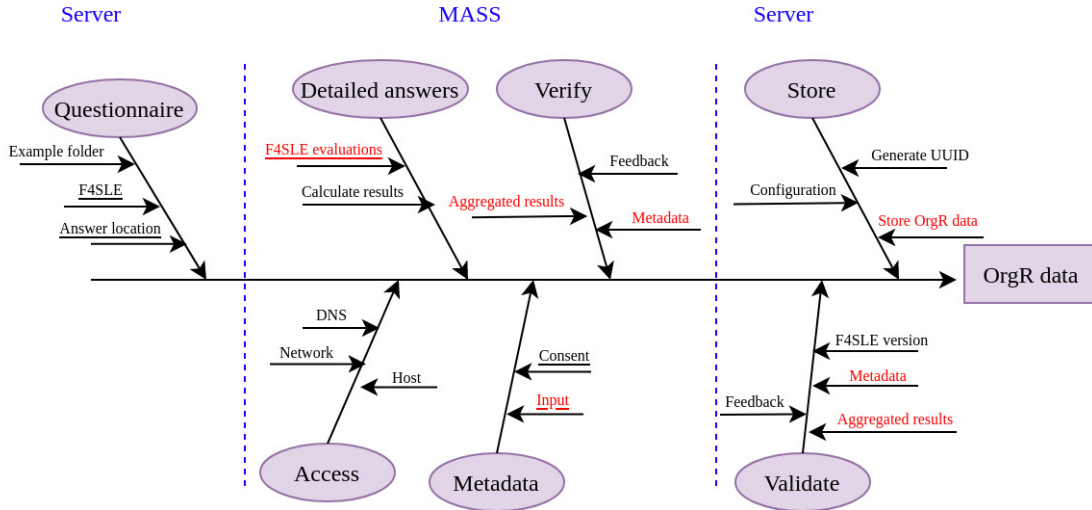 Server
MASS
Server
Questionnaire
Example folder
F4SLE
Answer location
Detailed answers
F4SLE evaluations
Calculate results
Verify
Feedback
Aggregated results
Metadata
Store
Generate UUID
Configuration
Store OrgR data
OrgR data
DNS
Network
Host
Access
Consent
Input
Metadata
F4SLE version
Metadata
Feedback
Aggregated results
Validate